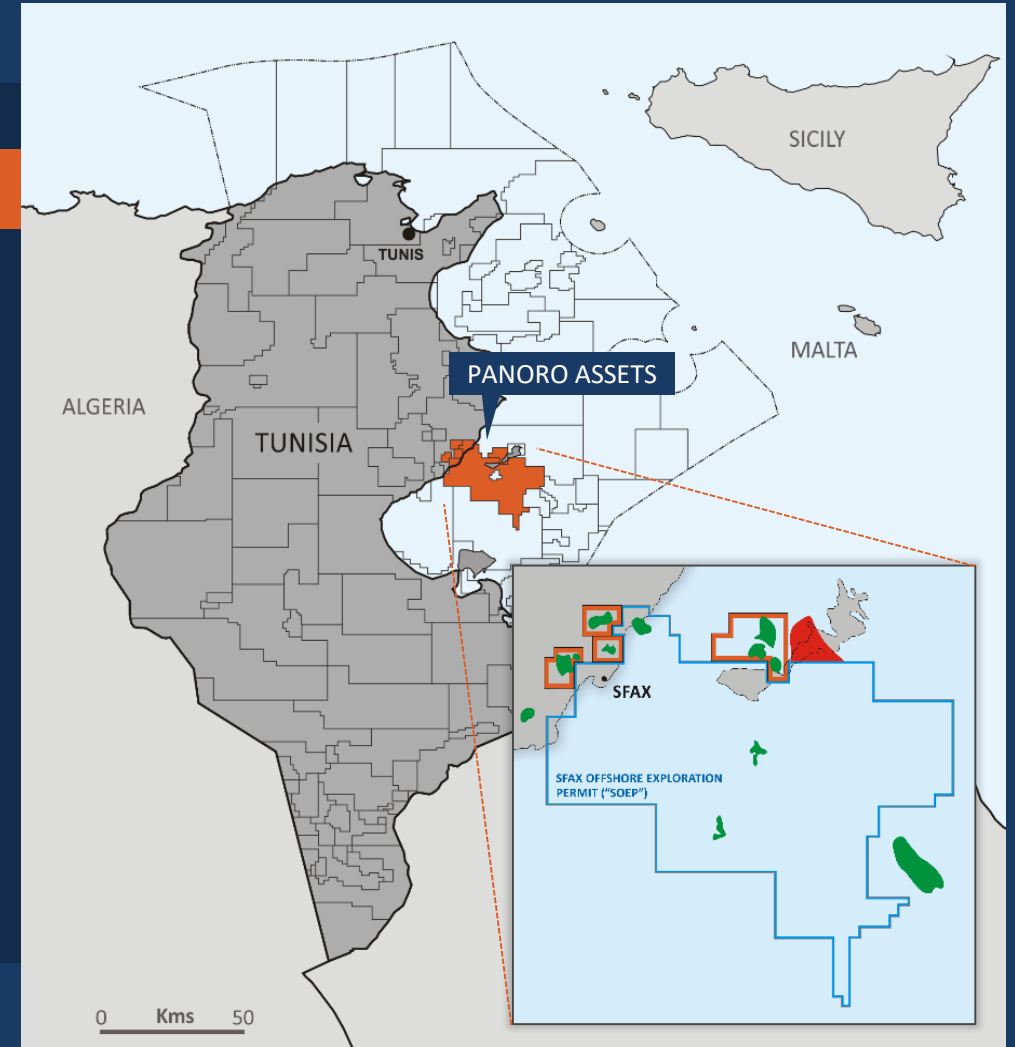 SICILY
TUNIS
MALTA
PANORO ASSETS
ALGERIA
TUNISIA
SFAX
SFAX OFFSHORE EXPLORATION
PERMIT ("SOEP")
0 Kms 50